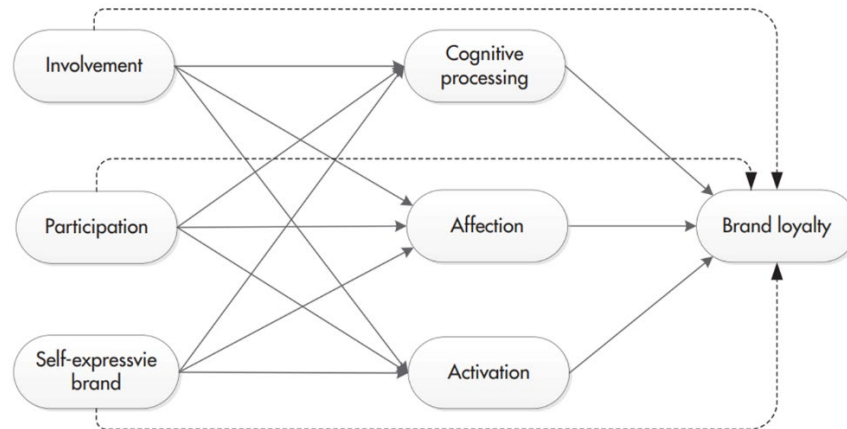 Involvement
Cognitive
processing
Participation
Affection
Brand loyalty
Self-expressvie
brand
Activation